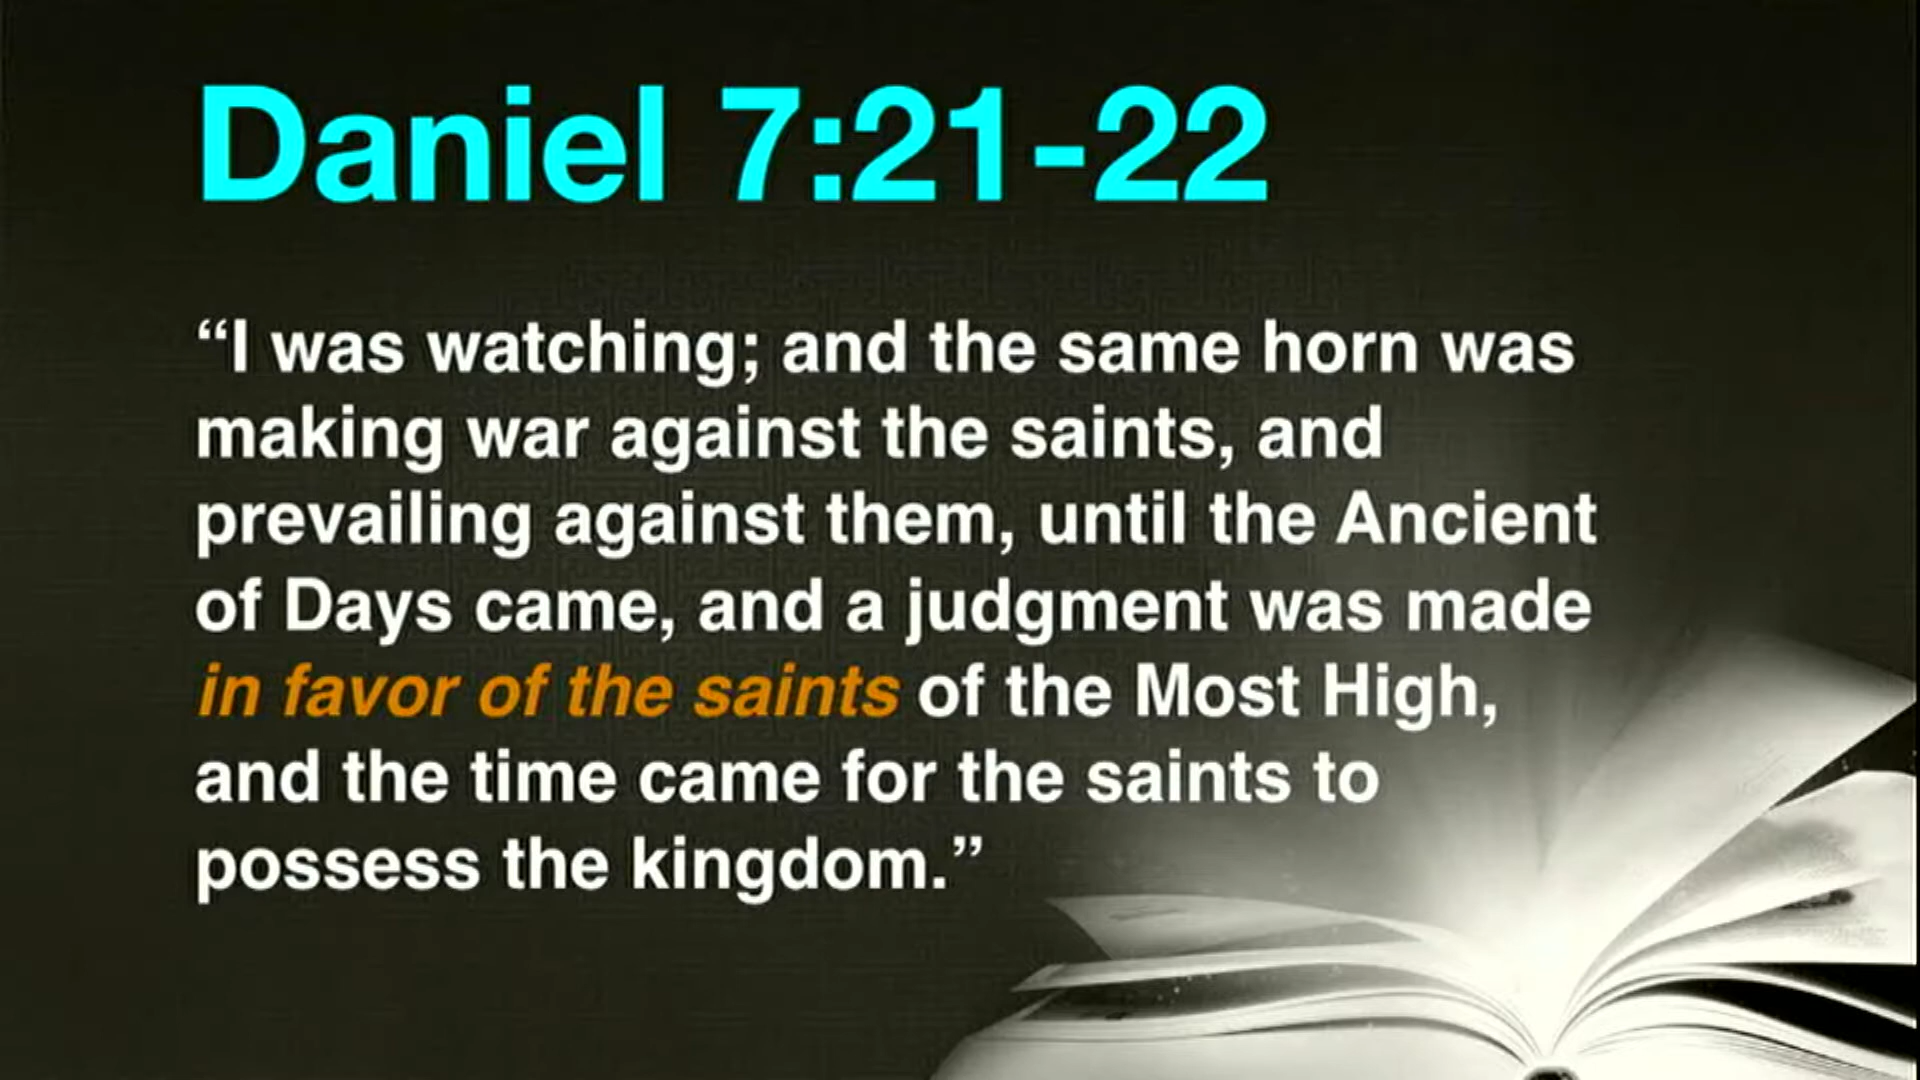 Daniel 7:21-22
“I was watching; and the same horn was
making war against the saints, and
prevailing against them, until the Ancient
of Days came, and a judgment was made
in favor of the saints of the Most High,
and the time came for the saints to
possess the kingdom.”